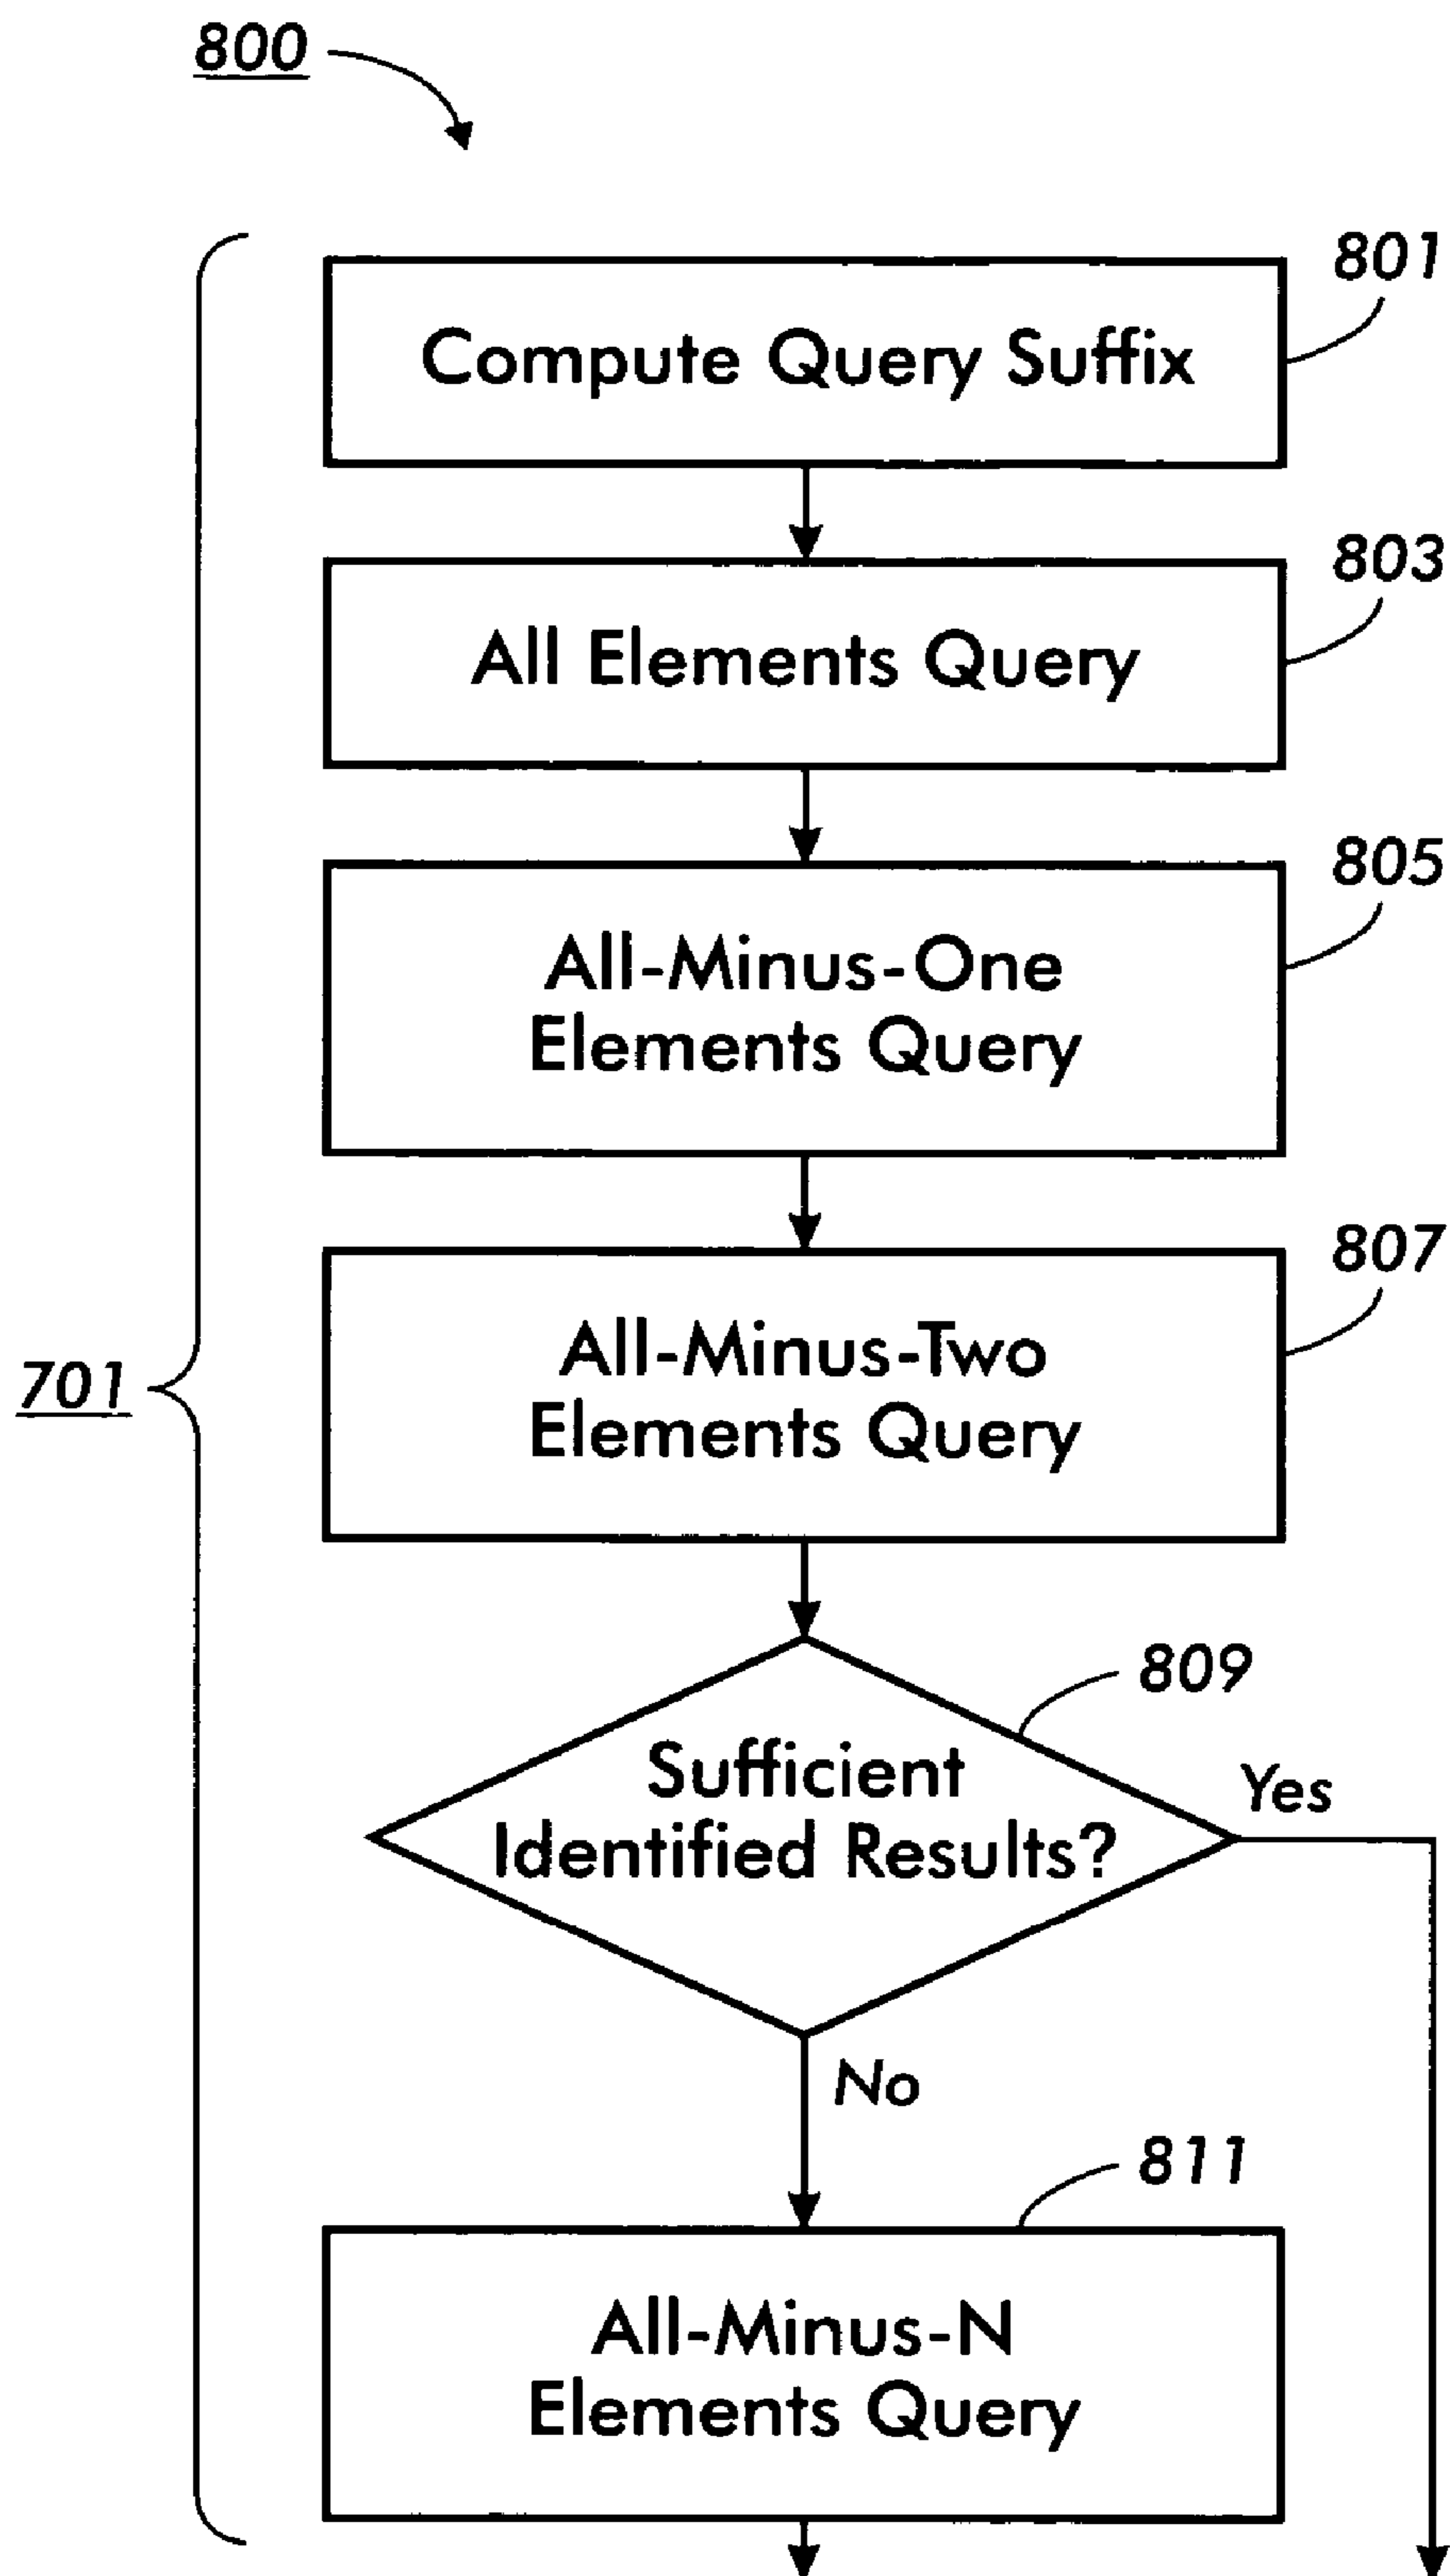 800
801
Compute Query Suffix
803
All Elements Query
805
All-Minus-One
Elements Query
807
All-Minus-Two
Elements Query
701
809
Sufficient
Identified Results?
Yes
No
811
All-Minus-N
Elements Query